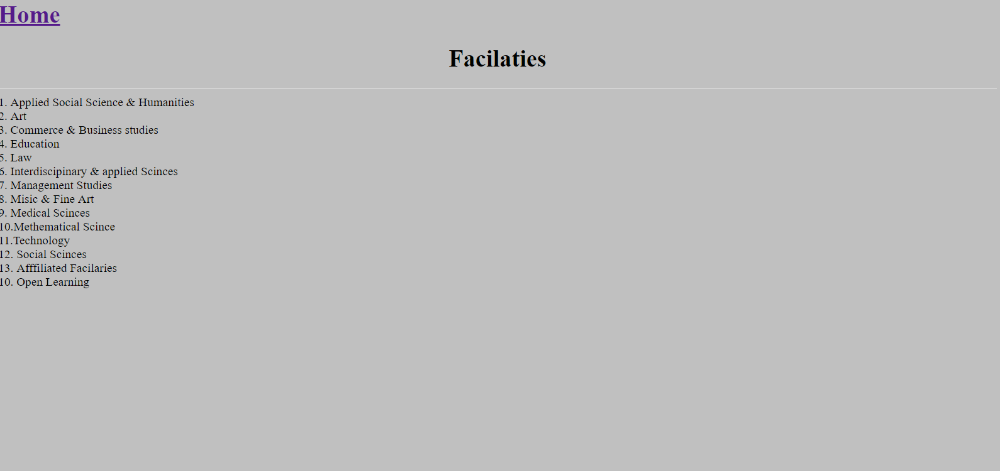 Home
Facilaties
1. Applied Social Science & Humanities
2. Art
3. Commerce & Business studies
4. Education
5. Law
6. Interdiscipinary & applied Scinces
7. Management Studies
8. Misic & Fine Art
9. Medical Scinces
10.Methematical Scince
11.Technology
12. Social Scinces
13. Afffiliated Facilaries
10. Open Learning